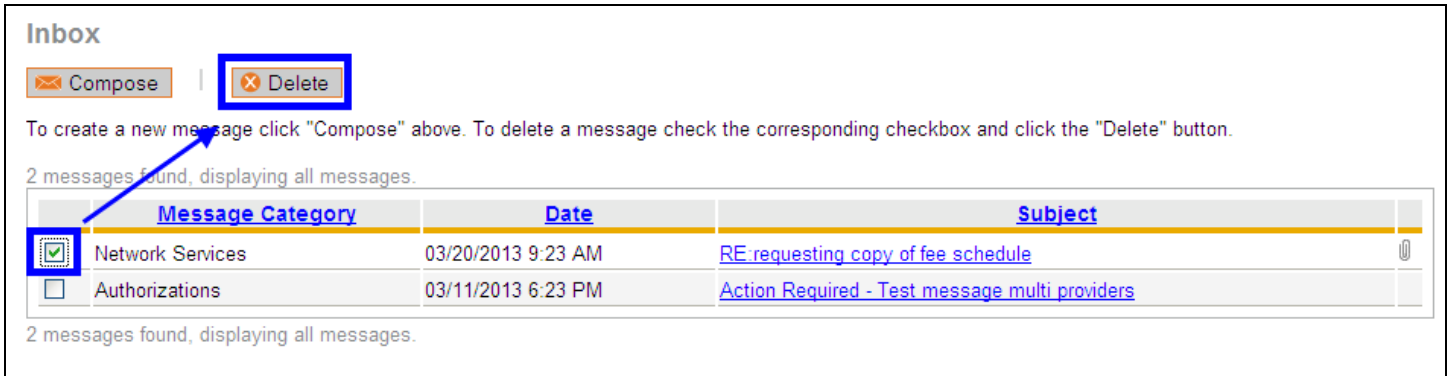 Inbox
Compose | Delete
To create a new message click "Compose" above. To delete a message check the corresponding checkbox and click the "Delete" button.
2 messages found, displaying all messages.
Message Category Date Subject
Network Services 03/20/2013 9:23 AM RE:requesting copy of fee schedule
Authorizations 03/11/2013 6:23 PM Action Required - Test message multi providers
2 messages found, displaying all messages.